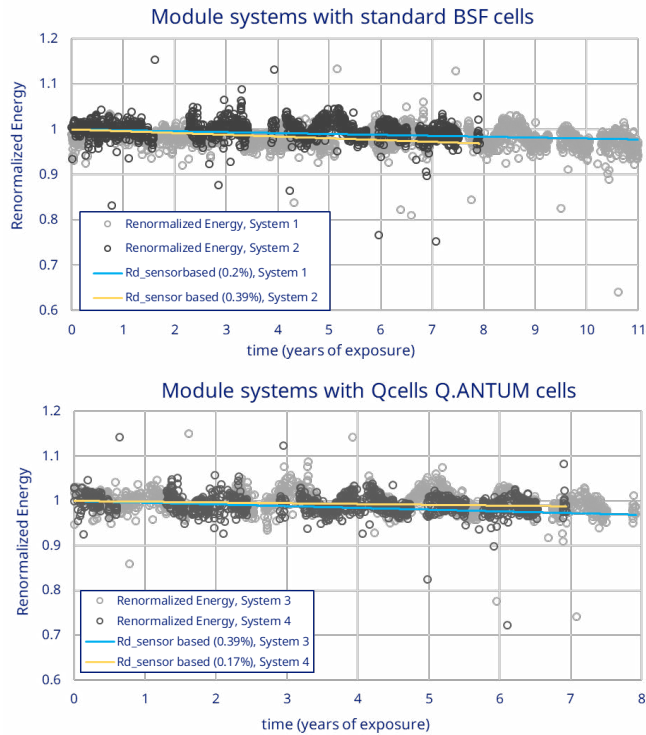 Module systems with standard BSF cells
1.2
1.1
1
0.9
0.8
0.7
0.6
Renormalized Energy
Renormalized Energy, System 1
Renormalized Energy, System 2
Rd_sensorbased (0.2%), System 1
Rd_sensor based (0.39%), System 2
0 1 2 3 4 5 6 7 8 9 10 11
time (years of exposure)
Module systems with Qcells Q.ANTUM cells
1.2
1.1
1
0.9
0.8
0.7
0.6
Renormalized Energy
Renormalized Energy, System 3
Renormalized Energy, System 4
Rd_sensor based (0.39%), System 3
Rd_sensor based (0.17%), System 4
0 1 2 3 4 5 6 7 8
time (years of exposure)